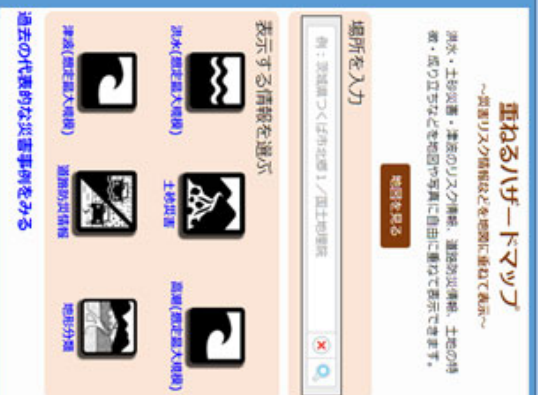 重ねるハザードマップ
～災害リスク情報などを地図に重ねて表示～
洪水・土砂災害・津波のリスク情報、道路防災情報、土地の特
徴・成り立ちなどを地図や写真に自由に重ねて表示できます。
地図を見る
場所を入力
例：茨城県つくば市北郷１／国土地理院
表示する情報を選ぶ
洪水(想定最大規模)
土砂災害
高潮(想定最大規模)
津波(想定最大規模)
道路防災情報
地形分類
過去の代表的な災害事例をみる